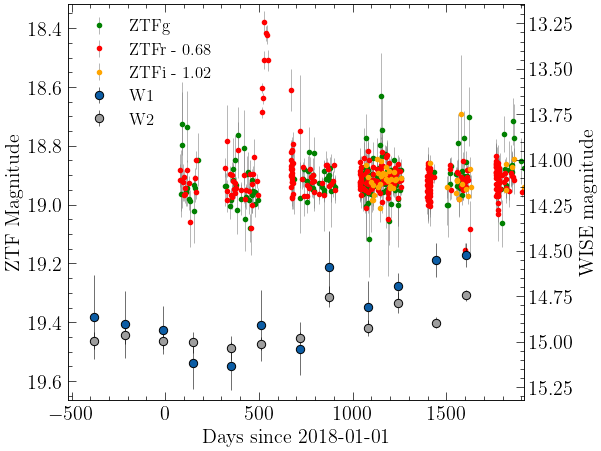 ZTFg
ZTFr - 0.68
ZTFi - 1.02
W1
W2
18.4
18.6
18.8
19.0
19.2
19.4
19.6
ZTF Magnitude
13.25
13.50
13.75
14.00
14.25
14.50
14.75
15.00
15.25
WISE magnitude
−500
0
500
1000
1500
Days since 2018-01-01